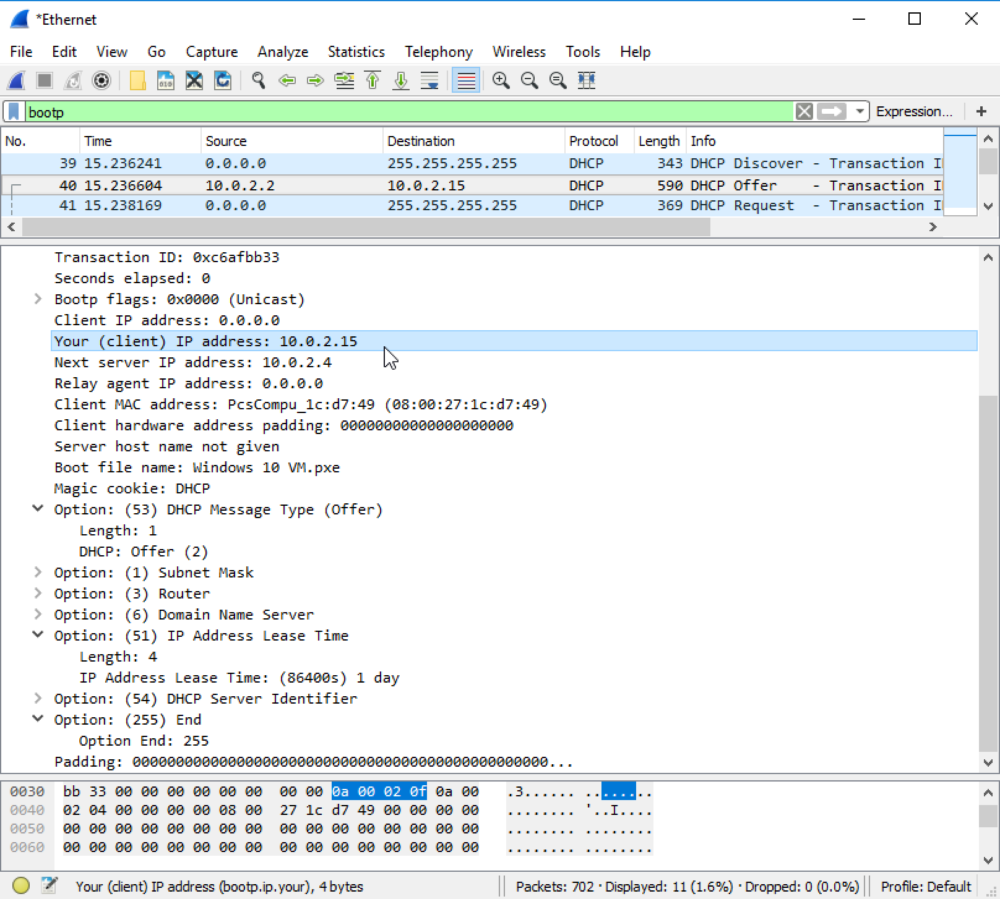 *Ethernet
File Edit View Go Capture Analyze Statistics Telephony Wireless Tools Help
bootp Expression... +
No. Time Source Destination Protocol Length Info
39 15.236241 0.0.0.0 255.255.255.255 DHCP 343 DHCP Discover - Transaction I
40 15.236604 10.0.2.2 10.0.2.15 DHCP 590 DHCP Offer - Transaction I
41 15.238169 0.0.0.0 255.255.255.255 DHCP 369 DHCP Request - Transaction I
Transaction ID: 0xc6afbb33
Seconds elapsed: 0
Bootp flags: 0x0000 (Unicast)
Client IP address: 0.0.0.0
Your (client) IP address: 10.0.2.15
Next server IP address: 10.0.2.4
Relay agent IP address: 0.0.0.0
Client MAC address: PcsCompu_1c:d7:49 (08:00:27:1c:d7:49)
Client hardware address padding: 00000000000000000000
Server host name not given
Boot file name: Windows 10 VM.pxe
Magic cookie: DHCP
Option: (53) DHCP Message Type (Offer)
Length: 1
DHCP: Offer (2)
Option: (1) Subnet Mask
Option: (3) Router
Option: (6) Domain Name Server
Option: (51) IP Address Lease Time
Length: 4
IP Address Lease Time: (86400s) 1 day
Option: (54) DHCP Server Identifier
Option: (255) End
Option End: 255
Padding: 000000000000000000000000000000000000000000000000...
0030 bb 33 00 00 00 00 00 00 00 00 0a 00 02 0f 0a 00 .3...... ........
0040 02 04 00 00 00 00 08 00 27 1c d7 49 00 00 00 00 ........ '..I....
0050 00 00 00 00 00 00 00 00 00 00 00 00 00 00 00 00 ........ ........
0060 00 00 00 00 00 00 00 00 00 00 00 00 00 00 00 00 ........ ........
Your (client) IP address (bootp.ip.your), 4 bytes Packets: 702 · Displayed: 11 (1.6%) · Dropped: 0 (0.0%) Profile: Default